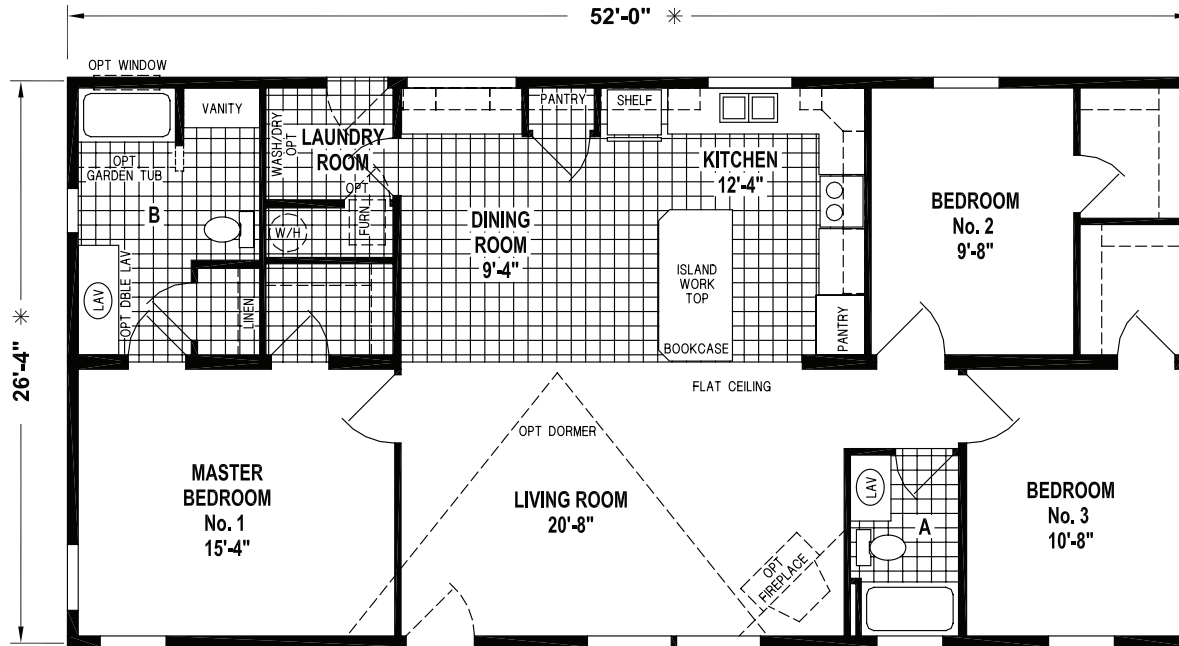 52'-0" ✳
OPT WINDOW
VANITY
WASH/DRY
OPT
LAUNDRY
ROOM
PANTRY
SHELF
KITCHEN
12'-4"
OPT
GARDEN TUB
B
OPT
FURN
W/H
DINING
ROOM
9'-4"
BEDROOM
No. 2
9'-8"
ISLAND
WORK
TOP
BOOKCASE
PANTRY
LAV
OPT DBLE LAV
LINEN
26'-4" ✳
FLAT CEILING
OPT DORMER
MASTER
BEDROOM
No. 1
15'-4"
LIVING ROOM
20'-8"
OPT
FIREPLACE
LAV
A
BEDROOM
No. 3
10'-8"